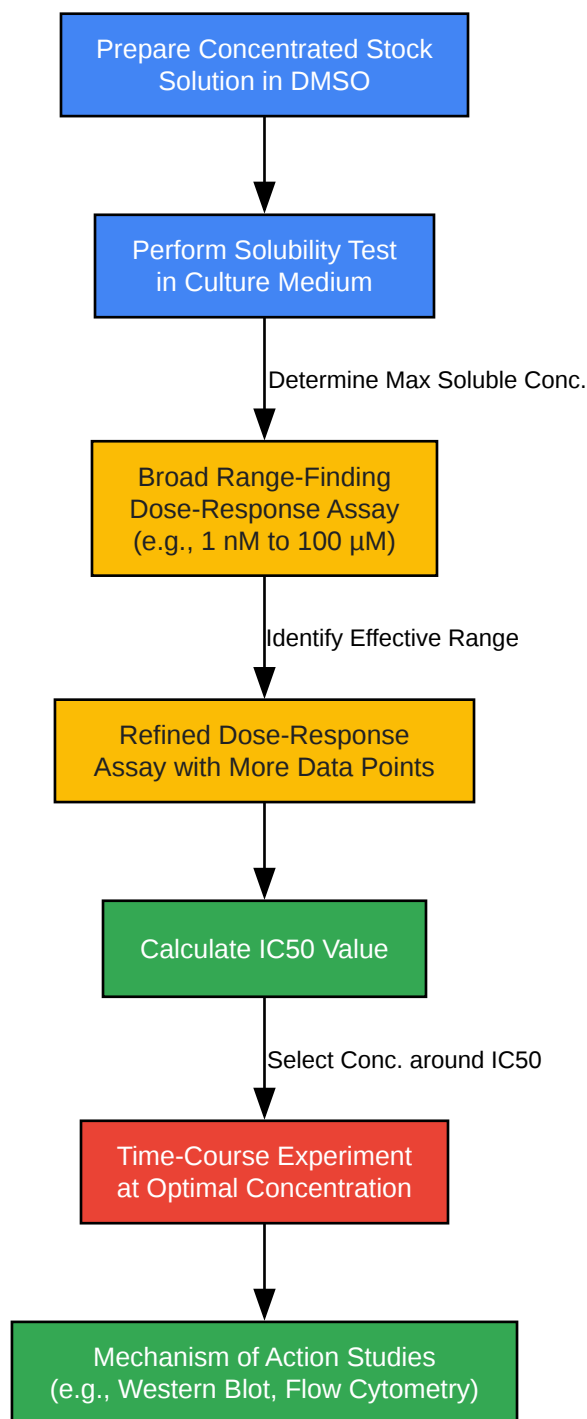 Prepare Concentrated Stock
Solution in DMSO
Perform Solubility Test
in Culture Medium
Determine Max Soluble Conc.
Broad Range-Finding
Dose-Response Assay
(e.g., 1 nM to 100 µM)
Identify Effective Range
Refined Dose-Response
Assay with More Data Points
Calculate IC50 Value
Select Conc. around IC50
Time-Course Experiment
at Optimal Concentration
Mechanism of Action Studies
(e.g., Western Blot, Flow Cytometry)